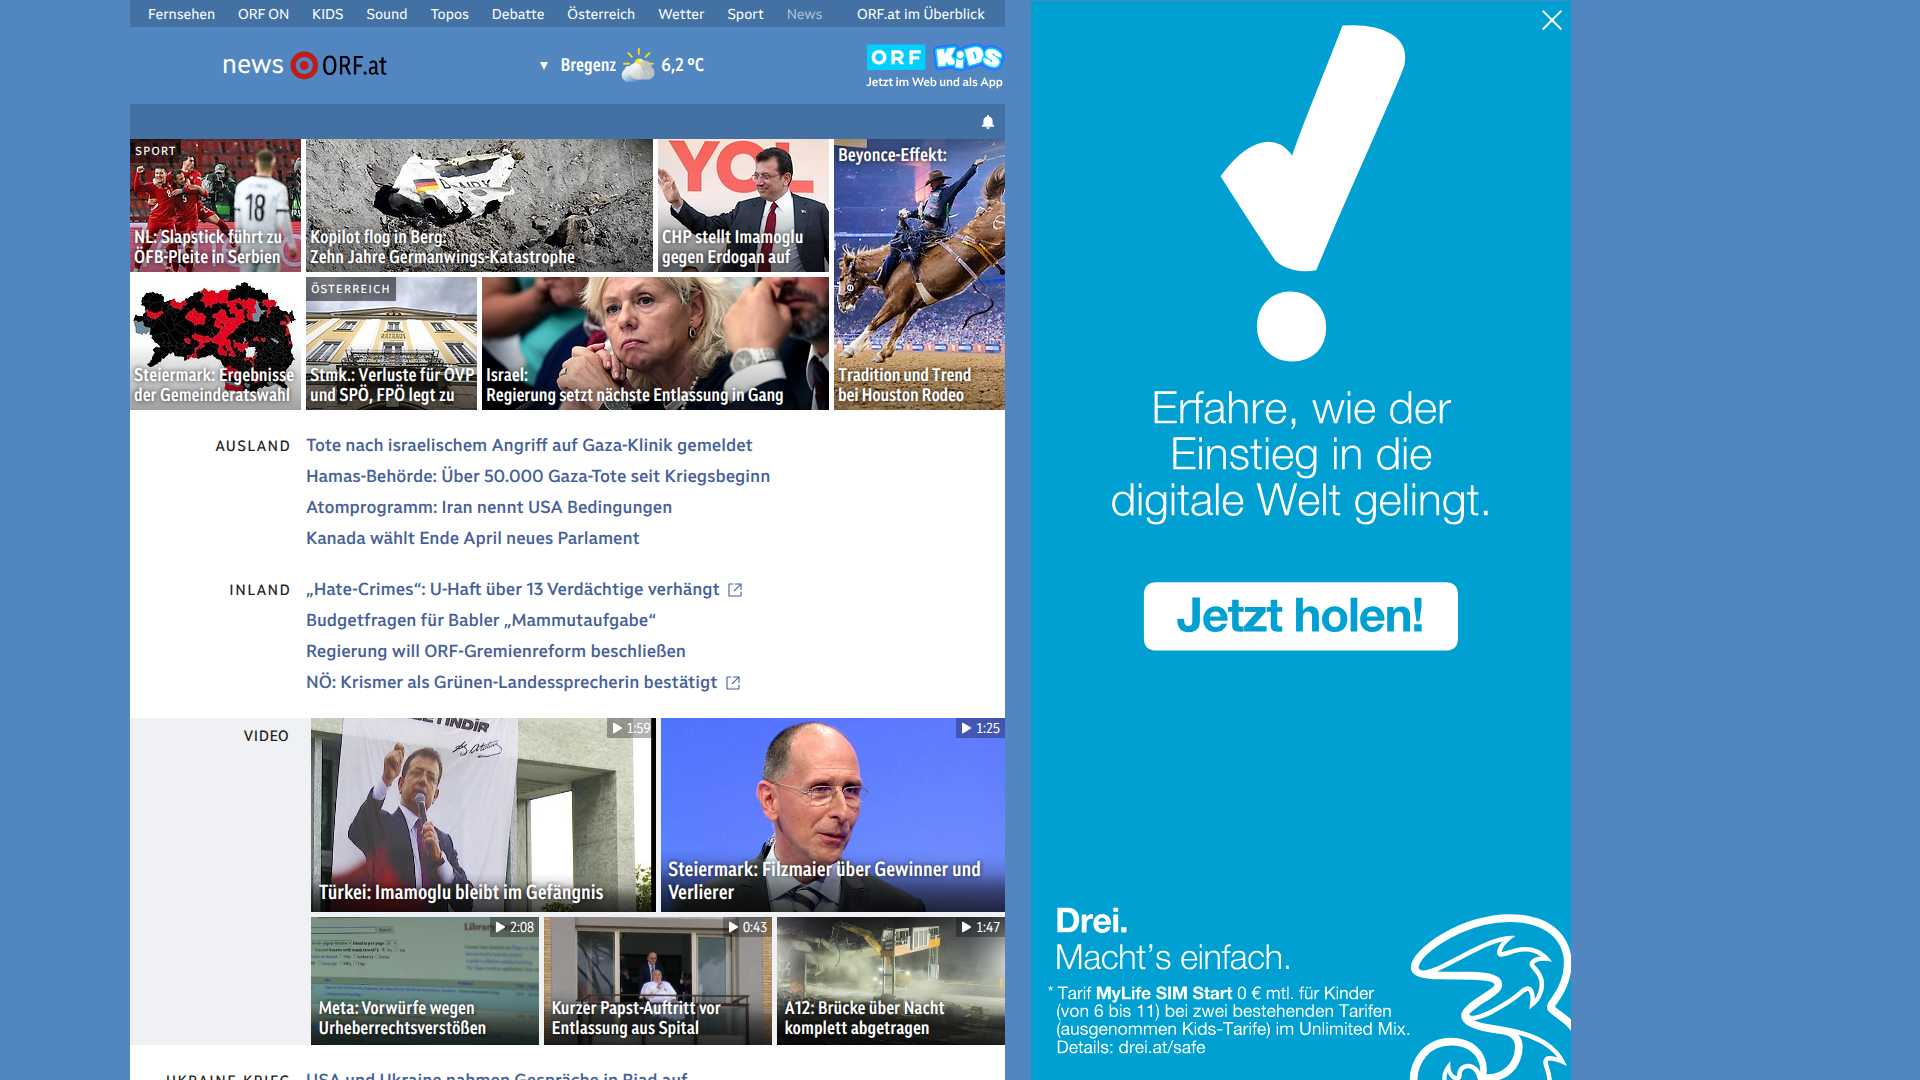 Fernsehen ORF ON KIDS Sound Topos Debatte Österreich Wetter Sport News ORF.at im Überblick
news ORF.at
Bregenz 6,2 °C
ORF KiDS
Jetzt im Web und als App
SPORT
NL: Slapstick führt zu
ÖFB-Pleite in Serbien
18
D-AIPX
Kopilot flog in Berg:
Zehn Jahre Germanwings-Katastrophe
CHP stellt Imamoglu
gegen Erdogan auf
Beyonce-Effekt:
Tradition und Trend
bei Houston Rodeo
Steiermark: Ergebnisse
der Gemeinderatswahl
ÖSTERREICH
RATHAUS
Stmk.: Verluste für ÖVP
und SPÖ, FPÖ legt zu
Israel:
Regierung setzt nächste Entlassung in Gang
AUSLAND
Tote nach israelischem Angriff auf Gaza-Klinik gemeldet
Hamas-Behörde: Über 50.000 Gaza-Tote seit Kriegsbeginn
Atomprogramm: Iran nennt USA Bedingungen
Kanada wählt Ende April neues Parlament
INLAND
„Hate-Crimes“: U-Haft über 13 Verdächtige verhängt
Budgetfragen für Babler „Mammutaufgabe“
Regierung will ORF-Gremienreform beschließen
NÖ: Krismer als Grünen-Landessprecherin bestätigt
VIDEO
1:59
Türkei: Imamoglu bleibt im Gefängnis
1:25
Steiermark: Filzmaier über Gewinner und
Verlierer
2:08
Meta: Vorwürfe wegen
Urheberrechtsverstößen
0:43
Kurzer Papst-Auftritt vor
Entlassung aus Spital
1:47
A12: Brücke über Nacht
komplett abgetragen
UKRAINE-KRIEG
USA und Ukraine nahmen Gespräche in Riad auf
Erfahre, wie der
Einstieg in die
digitale Welt gelingt.
Jetzt holen!
Drei.
Macht’s einfach.
* Tarif MyLife SIM Start 0 € mtl. für Kinder
(von 6 bis 11) bei zwei bestehenden Tarifen
(ausgenommen Kids-Tarife) im Unlimited Mix.
Details: drei.at/safe